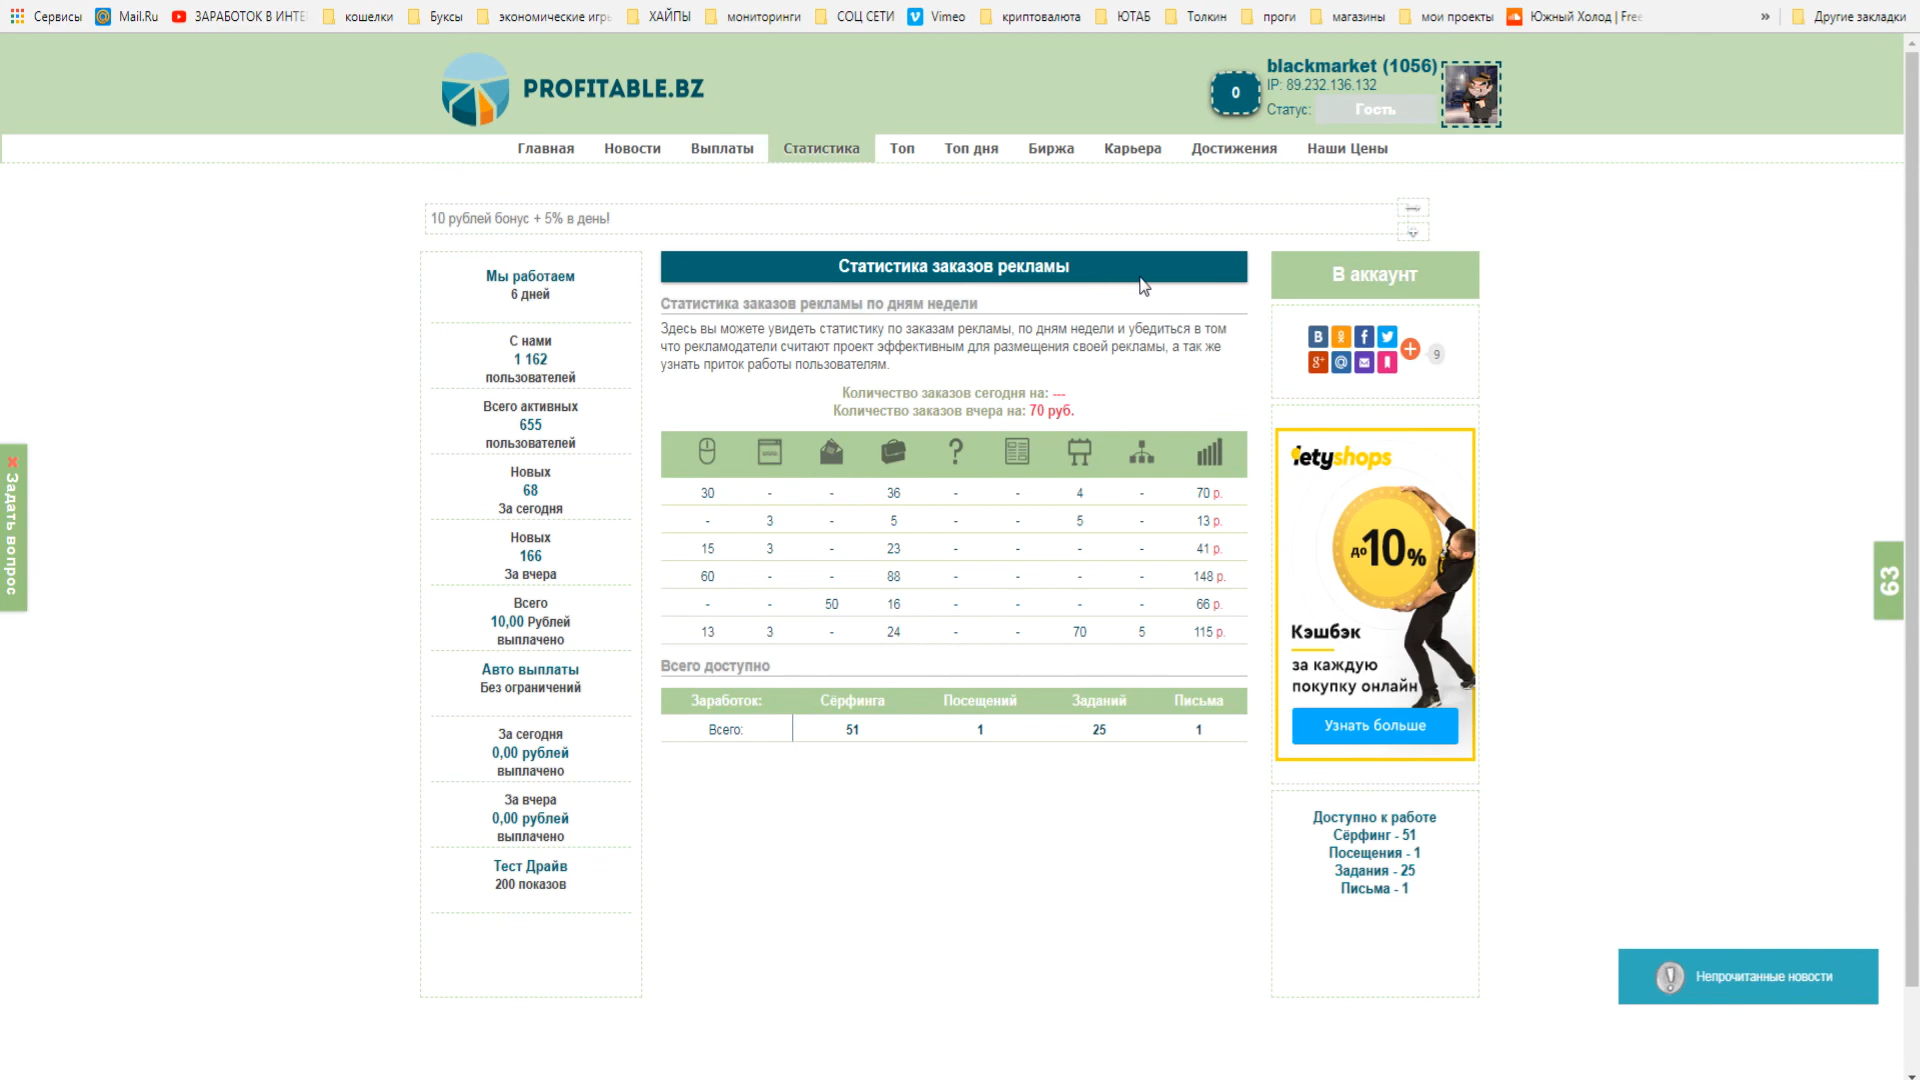 Сервисы Mail.Ru ЗАРАБОТОК В ИНТЕ кошелки Буксы экономические игры ХАЙПЫ мониторинги СОЦ СЕТИ Vimeo криптовалюта ЮТАБ Толкин проги магазины мои проекты Южный Холод | Free » Другие закладки
PROFITABLE.BZ
0
blackmarket (1056)
IP: 89.232.136.132
Статус: Гость
Главная Новости Выплаты Статистика Топ Топ дня Биржа Карьера Достижения Наши Цены
10 рублей бонус + 5% в день!
Мы работаем
6 дней
С нами
1 162
пользователей
Всего активных
655
пользователей
Новых
68
За сегодня
Новых
166
За вчера
Всего
10,00 Рублей
выплачено
Авто выплаты
Без ограничений
За сегодня
0,00 рублей
выплачено
За вчера
0,00 рублей
выплачено
Тест Драйв
200 показов
Статистика заказов рекламы
Статистика заказов рекламы по дням недели
Здесь вы можете увидеть статистику по заказам рекламы, по дням недели и убедиться в том
что рекламодатели считают проект эффективным для размещения своей рекламы, а так же
узнать приток работы пользователям.
Количество заказов сегодня на: ---
Количество заказов вчера на: 70 руб.
30 - - 36 - - 4 - 70 р.
- 3 - 5 - - 5 - 13 р.
15 3 - 23 - - - - 41 р.
60 - - 88 - - - - 148 р.
- - 50 16 - - - - 66 р.
13 3 - 24 - - 70 5 115 р.
Всего доступно
Заработок: Сёрфинга Посещений Заданий Письма
Всего: 51 1 25 1
В аккаунт
9
letyshops
до 10%
Кэшбэк
за каждую
покупку онлайн
Узнать больше
Доступно к работе
Сёрфинг - 51
Посещения - 1
Задания - 25
Письма - 1
Задать вопрос
63
Непрочитанные новости